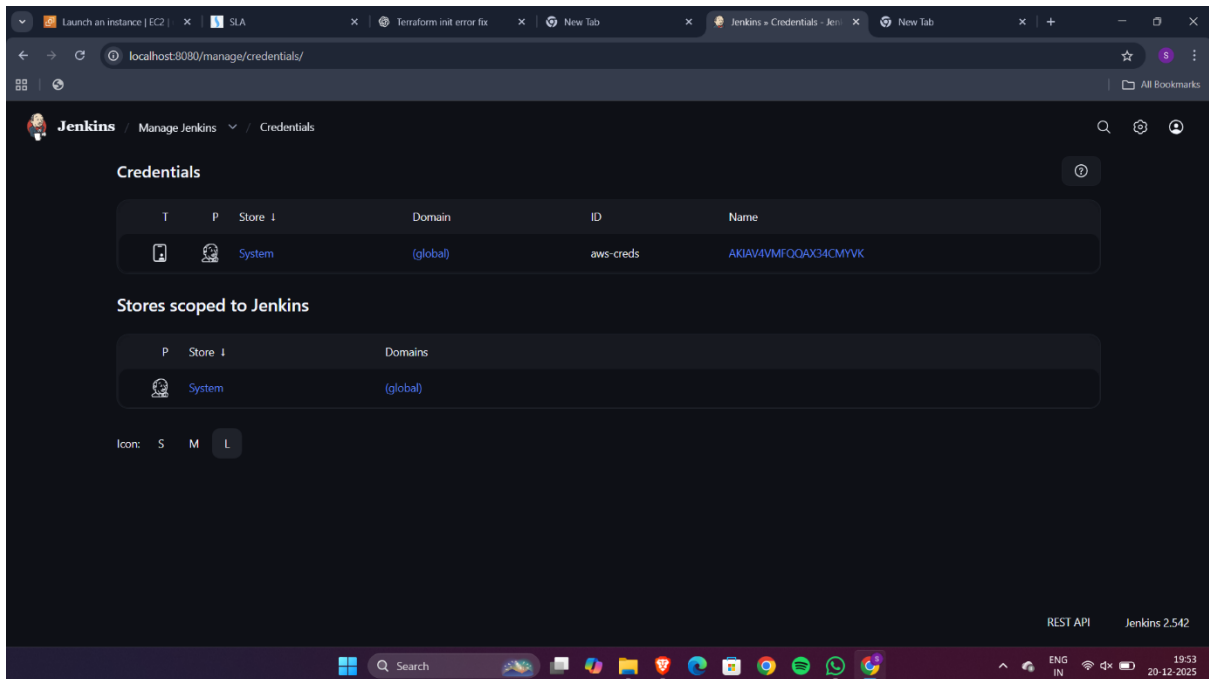 Launch an instance | EC2 |
SLA
Terraform init error fix
New Tab
Jenkins » Credentials - Jen
New Tab
localhost:8080/manage/credentials/
S
All Bookmarks
Jenkins / Manage Jenkins / Credentials
Credentials
T P Store ↓ Domain ID Name
System (global) aws-creds AKIAV4VMFQQAX34CMYVK
Stores scoped to Jenkins
P Store ↓ Domains
System (global)
Icon: S M L
REST API Jenkins 2.542
Search
ENG
IN
19:53
20-12-2025